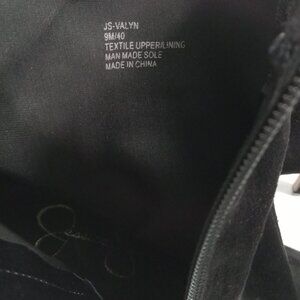 JS-VALYN
9M/40
TEXTILE UPPER/LINING
MAN MADE SOLE
MADE IN CHINA